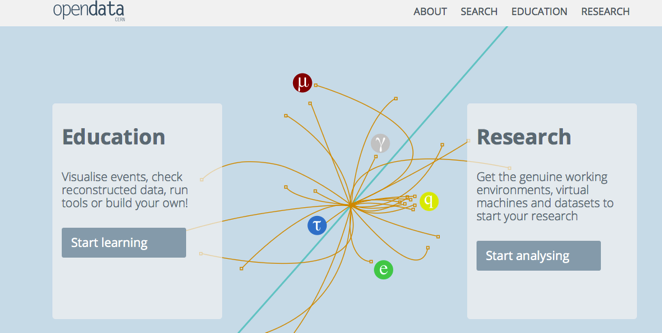 opendata
CERN
ABOUT SEARCH EDUCATION RESEARCH
μ
γ
Education
Research
Visualise events, check
reconstructed data, run
tools or build your own!
Get the genuine working
environments, virtual
machines and datasets to
start your research
q
τ
Start learning
Start analysing
e